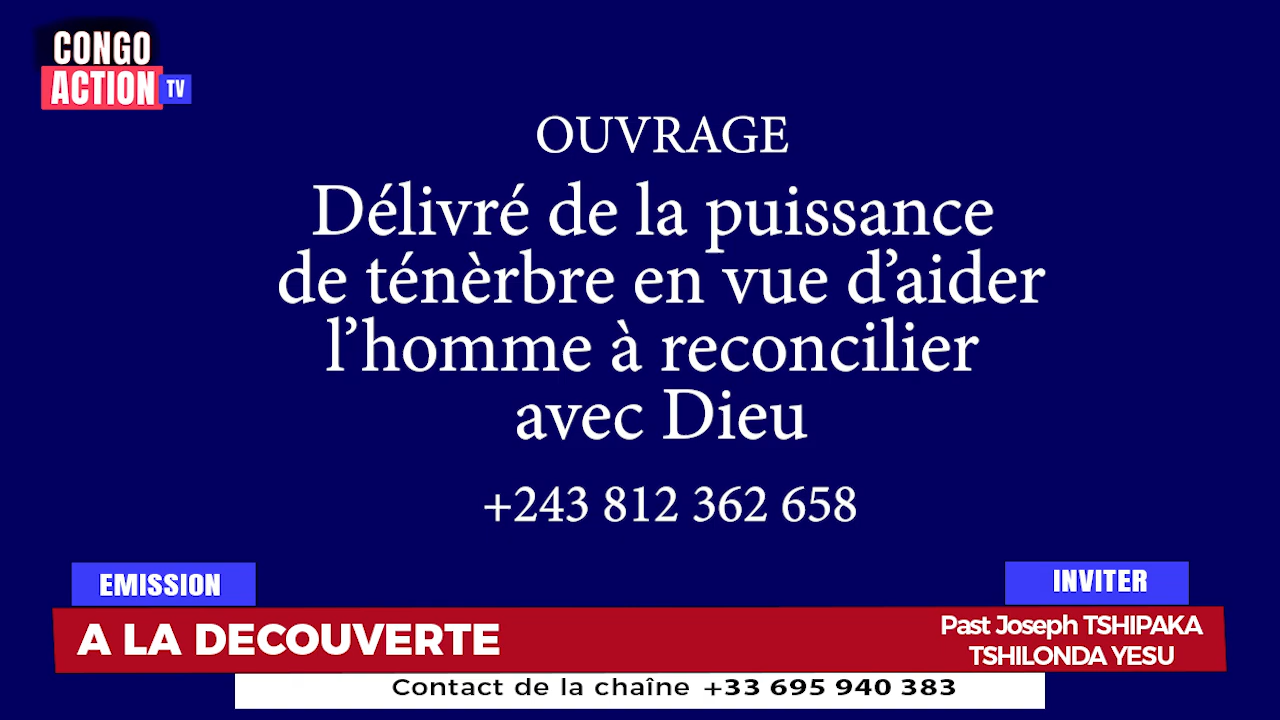 CONGO
ACTION TV
OUVRAGE
Délivré de la puissance
de ténèrbre en vue d’aider
l’homme à reconcilier
avec Dieu
+243 812 362 658
EMISSION
INVITER
A LA DECOUVERTE
Past Joseph TSHIPAKA
TSHILONDA YESU
Contact de la chaîne +33 695 940 383